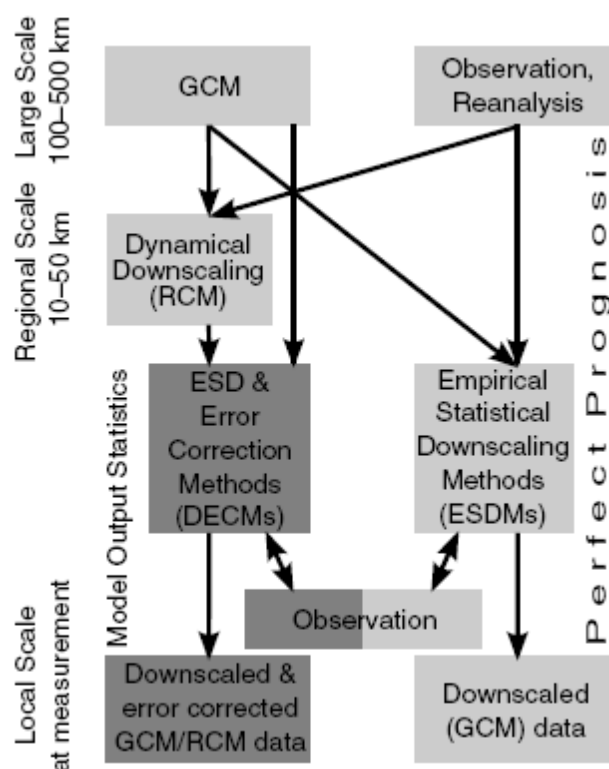 Large Scale
100–500 km
GCM
Observation,
Reanalysis
Regional Scale
10–50 km
Dynamical
Downscaling
(RCM)
Model Output Statistics
ESD &
Error
Correction
Methods
(DECMs)
Empirical
Statistical
Downscaling
Methods
(ESDMs)
Perfect Prognosis
Observation
Local Scale
at measurement
Downscaled &
error corrected
GCM/RCM data
Downscaled
(GCM) data